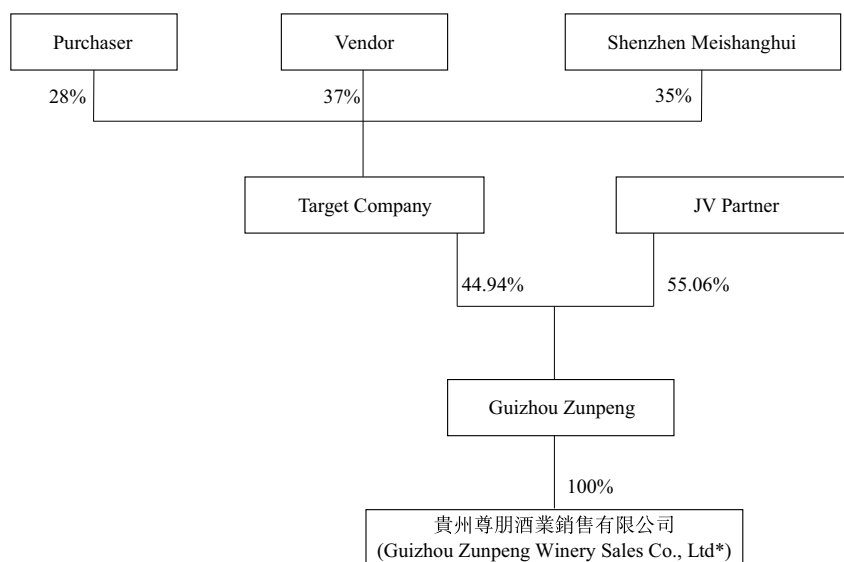 Purchaser
Vendor
Shenzhen Meishanghui
28%
37%
35%
Target Company
JV Partner
44.94%
55.06%
Guizhou Zunpeng
100%
貴州尊朋酒業銷售有限公司
(Guizhou Zunpeng Winery Sales Co., Ltd*)